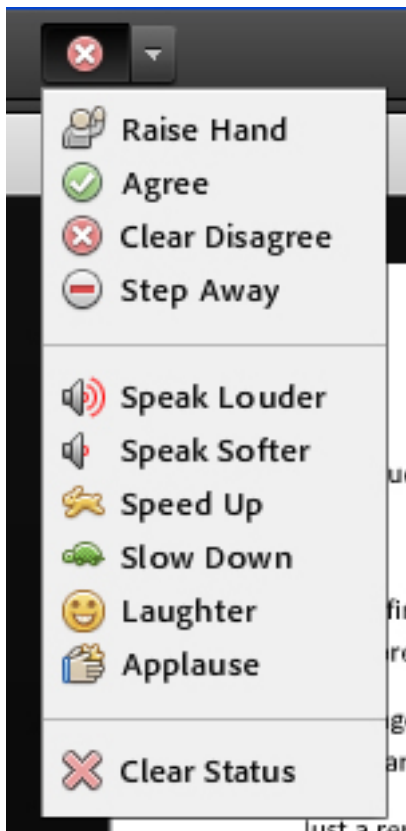 Raise Hand
Agree
Clear Disagree
Step Away
Speak Louder
Speak Softer
Speed Up
Slow Down
Laughter
Applause
Clear Status